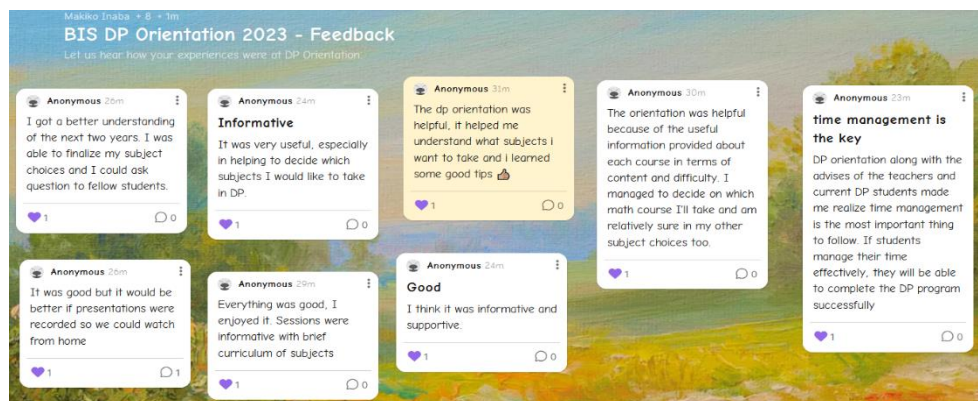 Makiko Inaba • 8 • 1m
BIS DP Orientation 2023 - Feedback
Let us hear how your experiences were at DP Orientation
Anonymous 26m
I got a better understanding
of the next two years. I was
able to finalize my subject
choices and I could ask
question to fellow students.
1 0
Anonymous 24m
Informative
It was very useful, especially
in helping to decide which
subjects I would like to take
in DP.
1 0
Anonymous 31m
The dp orientation was
helpful, it helped me
understand what subjects i
want to take and i learned
some good tips 👍🏽
1 0
Anonymous 30m
The orientation was helpful
because of the useful
information provided about
each course in terms of
content and difficulty. I
managed to decide on which
math course I'll take and am
relatively sure in my other
subject choices too.
1 0
Anonymous 23m
time management is
the key
DP orientation along with the
advises of the teachers and
current DP students made
me realize time management
is the most important thing
to follow. If students
manage their time
effectively, they will be able
to complete the DP program
successfully
1 0
Anonymous 26m
It was good but it would be
better if presentations were
recorded so we could watch
from home
1 1
Anonymous 29m
Everything was good, I
enjoyed it. Sessions were
informative with brief
curriculum of subjects
1 0
Anonymous 24m
Good
I think it was informative and
supportive.
1 0